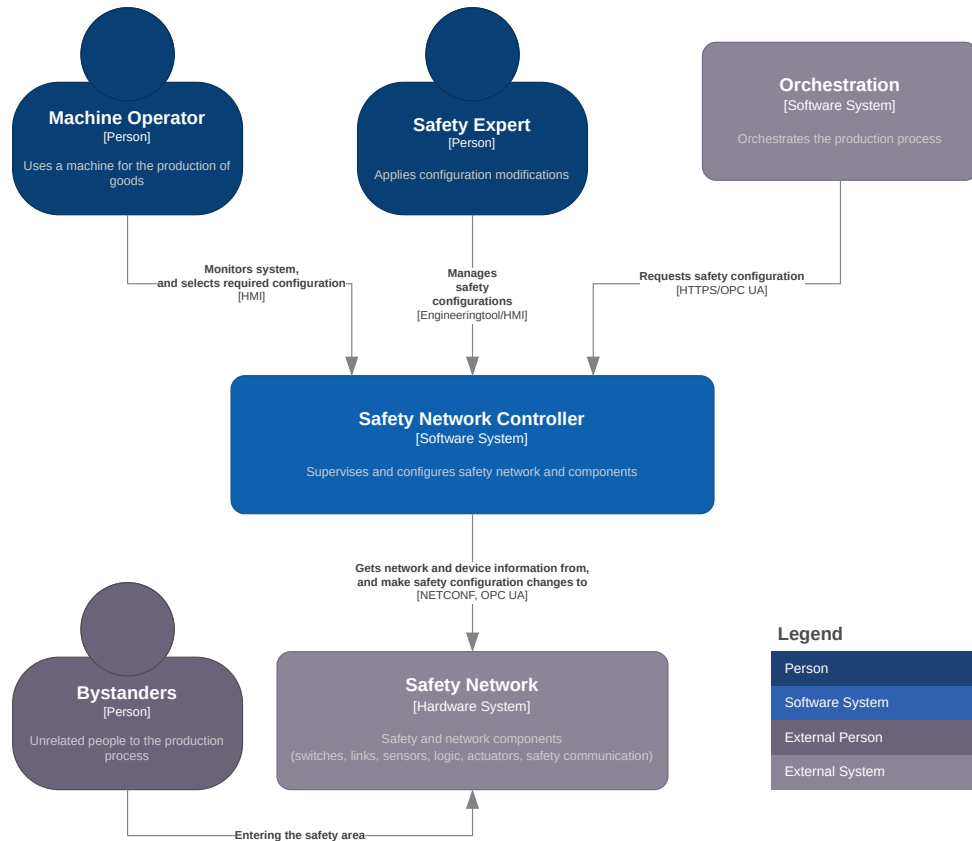 Machine Operator
[Person]
Uses a machine for the production of
goods
Safety Expert
[Person]
Applies configuration modifications
Orchestration
[Software System]
Orchestrates the production process
Monitors system,
and selects required configuration
[HMI]
Manages
safety
configurations
[Engineeringtool/HMI]
Requests safety configuration
[HTTPS/OPC UA]
Safety Network Controller
[Software System]
Supervises and configures safety network and components
Gets network and device information from,
and make safety configuration changes to
[NETCONF, OPC UA]
Bystanders
[Person]
Unrelated people to the production
process
Safety Network
[Hardware System]
Safety and network components
(switches, links, sensors, logic, actuators, safety communication)
Entering the safety area
Legend
Person
Software System
External Person
External System